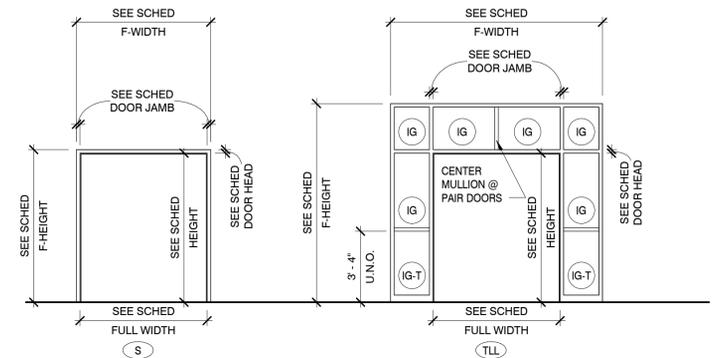 SEE SCHED
F-WIDTH
SEE SCHED
DOOR JAMB
SEE SCHED
F-HEIGHT
SEE SCHED
HEIGHT
SEE SCHED
DOOR HEAD
SEE SCHED
FULL WIDTH
S
SEE SCHED
F-WIDTH
SEE SCHED
DOOR JAMB
IG
IG
IG
IG
CENTER
MULLION @
PAIR DOORS
SEE SCHED
F-HEIGHT
3' - 4"
U.N.O.
IG
IG
IG-T
IG-T
SEE SCHED
HEIGHT
SEE SCHED
DOOR HEAD
SEE SCHED
FULL WIDTH
TLL